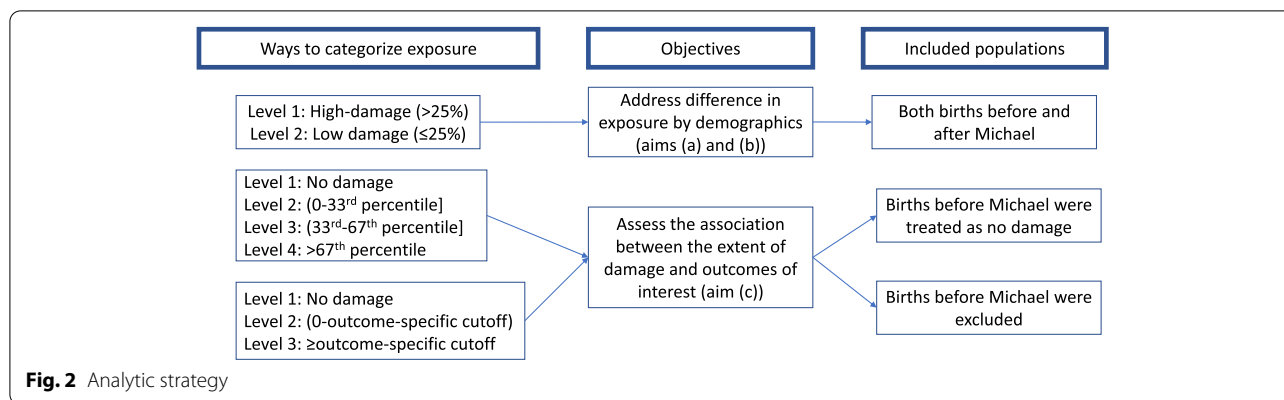 Ways to categorize exposure
Objectives
Included populations
Level 1: High-damage (>25%)
Level 2: Low damage (≤25%)
Address difference in
exposure by demographics
(aims (a) and (b))
Both births before and
after Michael
Level 1: No damage
Level 2: (0-33rd percentile]
Level 3: (33rd-67th percentile]
Level 4: >67th percentile
Level 1: No damage
Level 2: (0-outcome-specific cutoff)
Level 3: ≥outcome-specific cutoff
Assess the association
between the extent of
damage and outcomes of
interest (aim (c))
Births before Michael were
treated as no damage
Births before Michael were
excluded
Fig. 2 Analytic strategy